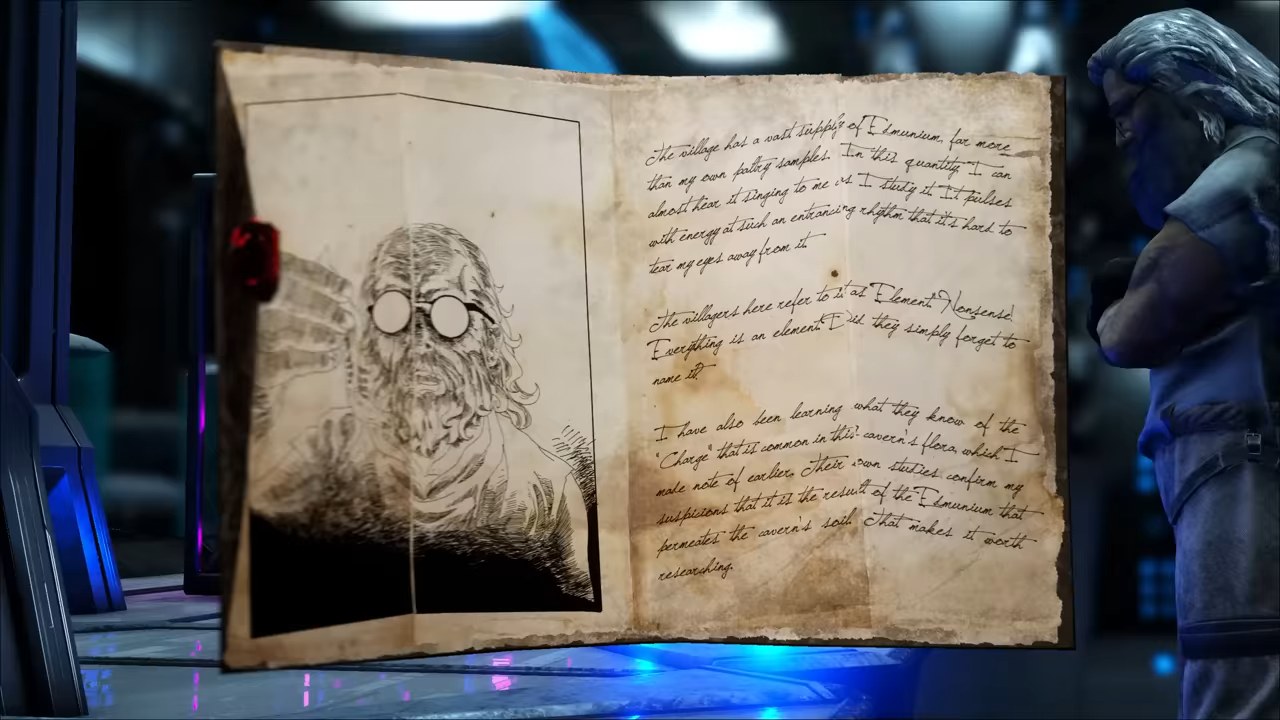 The village has a vast supply of Edmunium, far more
than my own paltry samples. In this quantity I can
almost hear it singing to me as I study it. It pulses
with energy at such an entrancing rhythm that it's hard to
tear my eyes away from it.
The villagers here refer to it as "Element." Nonsense!
Everything is an element! I did they simply forget to
name it?
I have also been learning what they know of the
"Charge" that is common in this cavern's flora, which I
made note of earlier. Their own studies confirm my
suspicions that it is the result of the Edmunium that
permeates the cavern's soil. That makes it worth
researching.